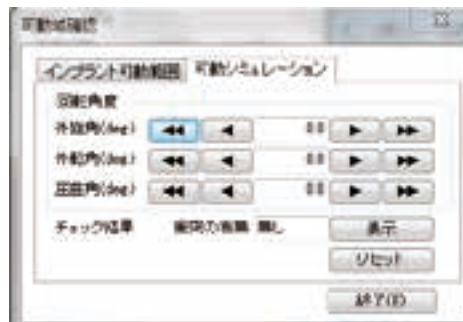 可動域確認
インプラント可動範囲 可動シミュレーション
回転角度
外旋角(deg) 0.0
外転角(deg) 0.0
屈曲角(deg) 0.0
チェック結果 衝突の有無 無し 表示
リセット
終了(X)